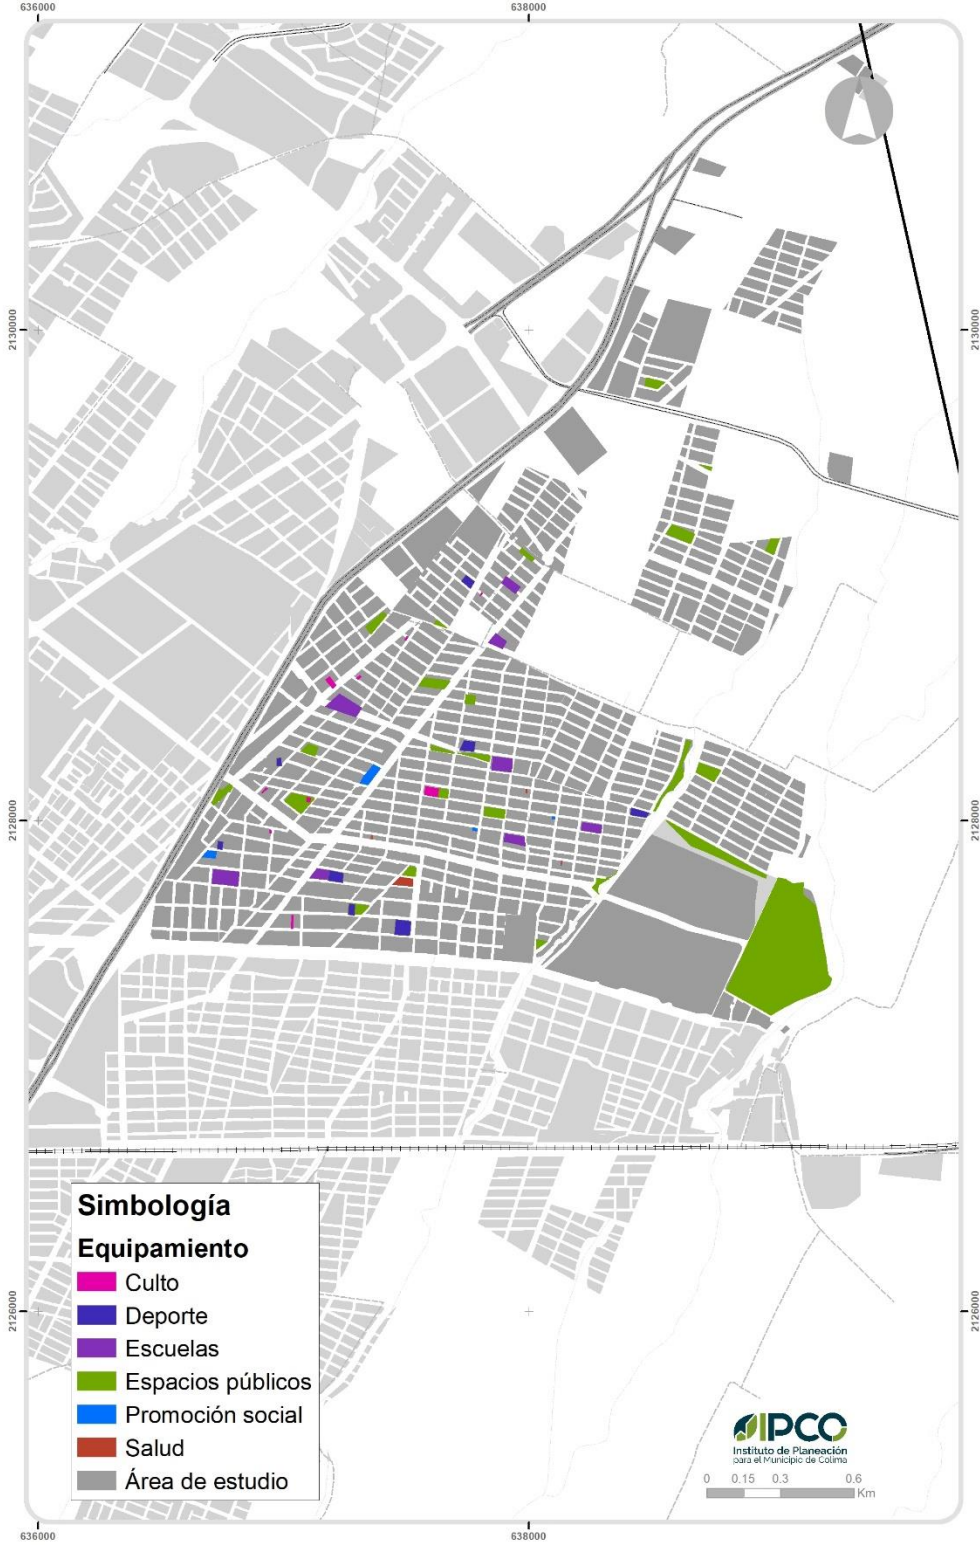 636000
638000
2130000
2130000
2128000
2128000
2126000
2126000
Simbología
Equipamiento
Culto
Deporte
Escuelas
Espacios públicos
Promoción social
Salud
Área de estudio
IPCO
Instituto de Planeación
para el Municipio de Colima
0 0.15 0.3 0.6
Km
636000
638000